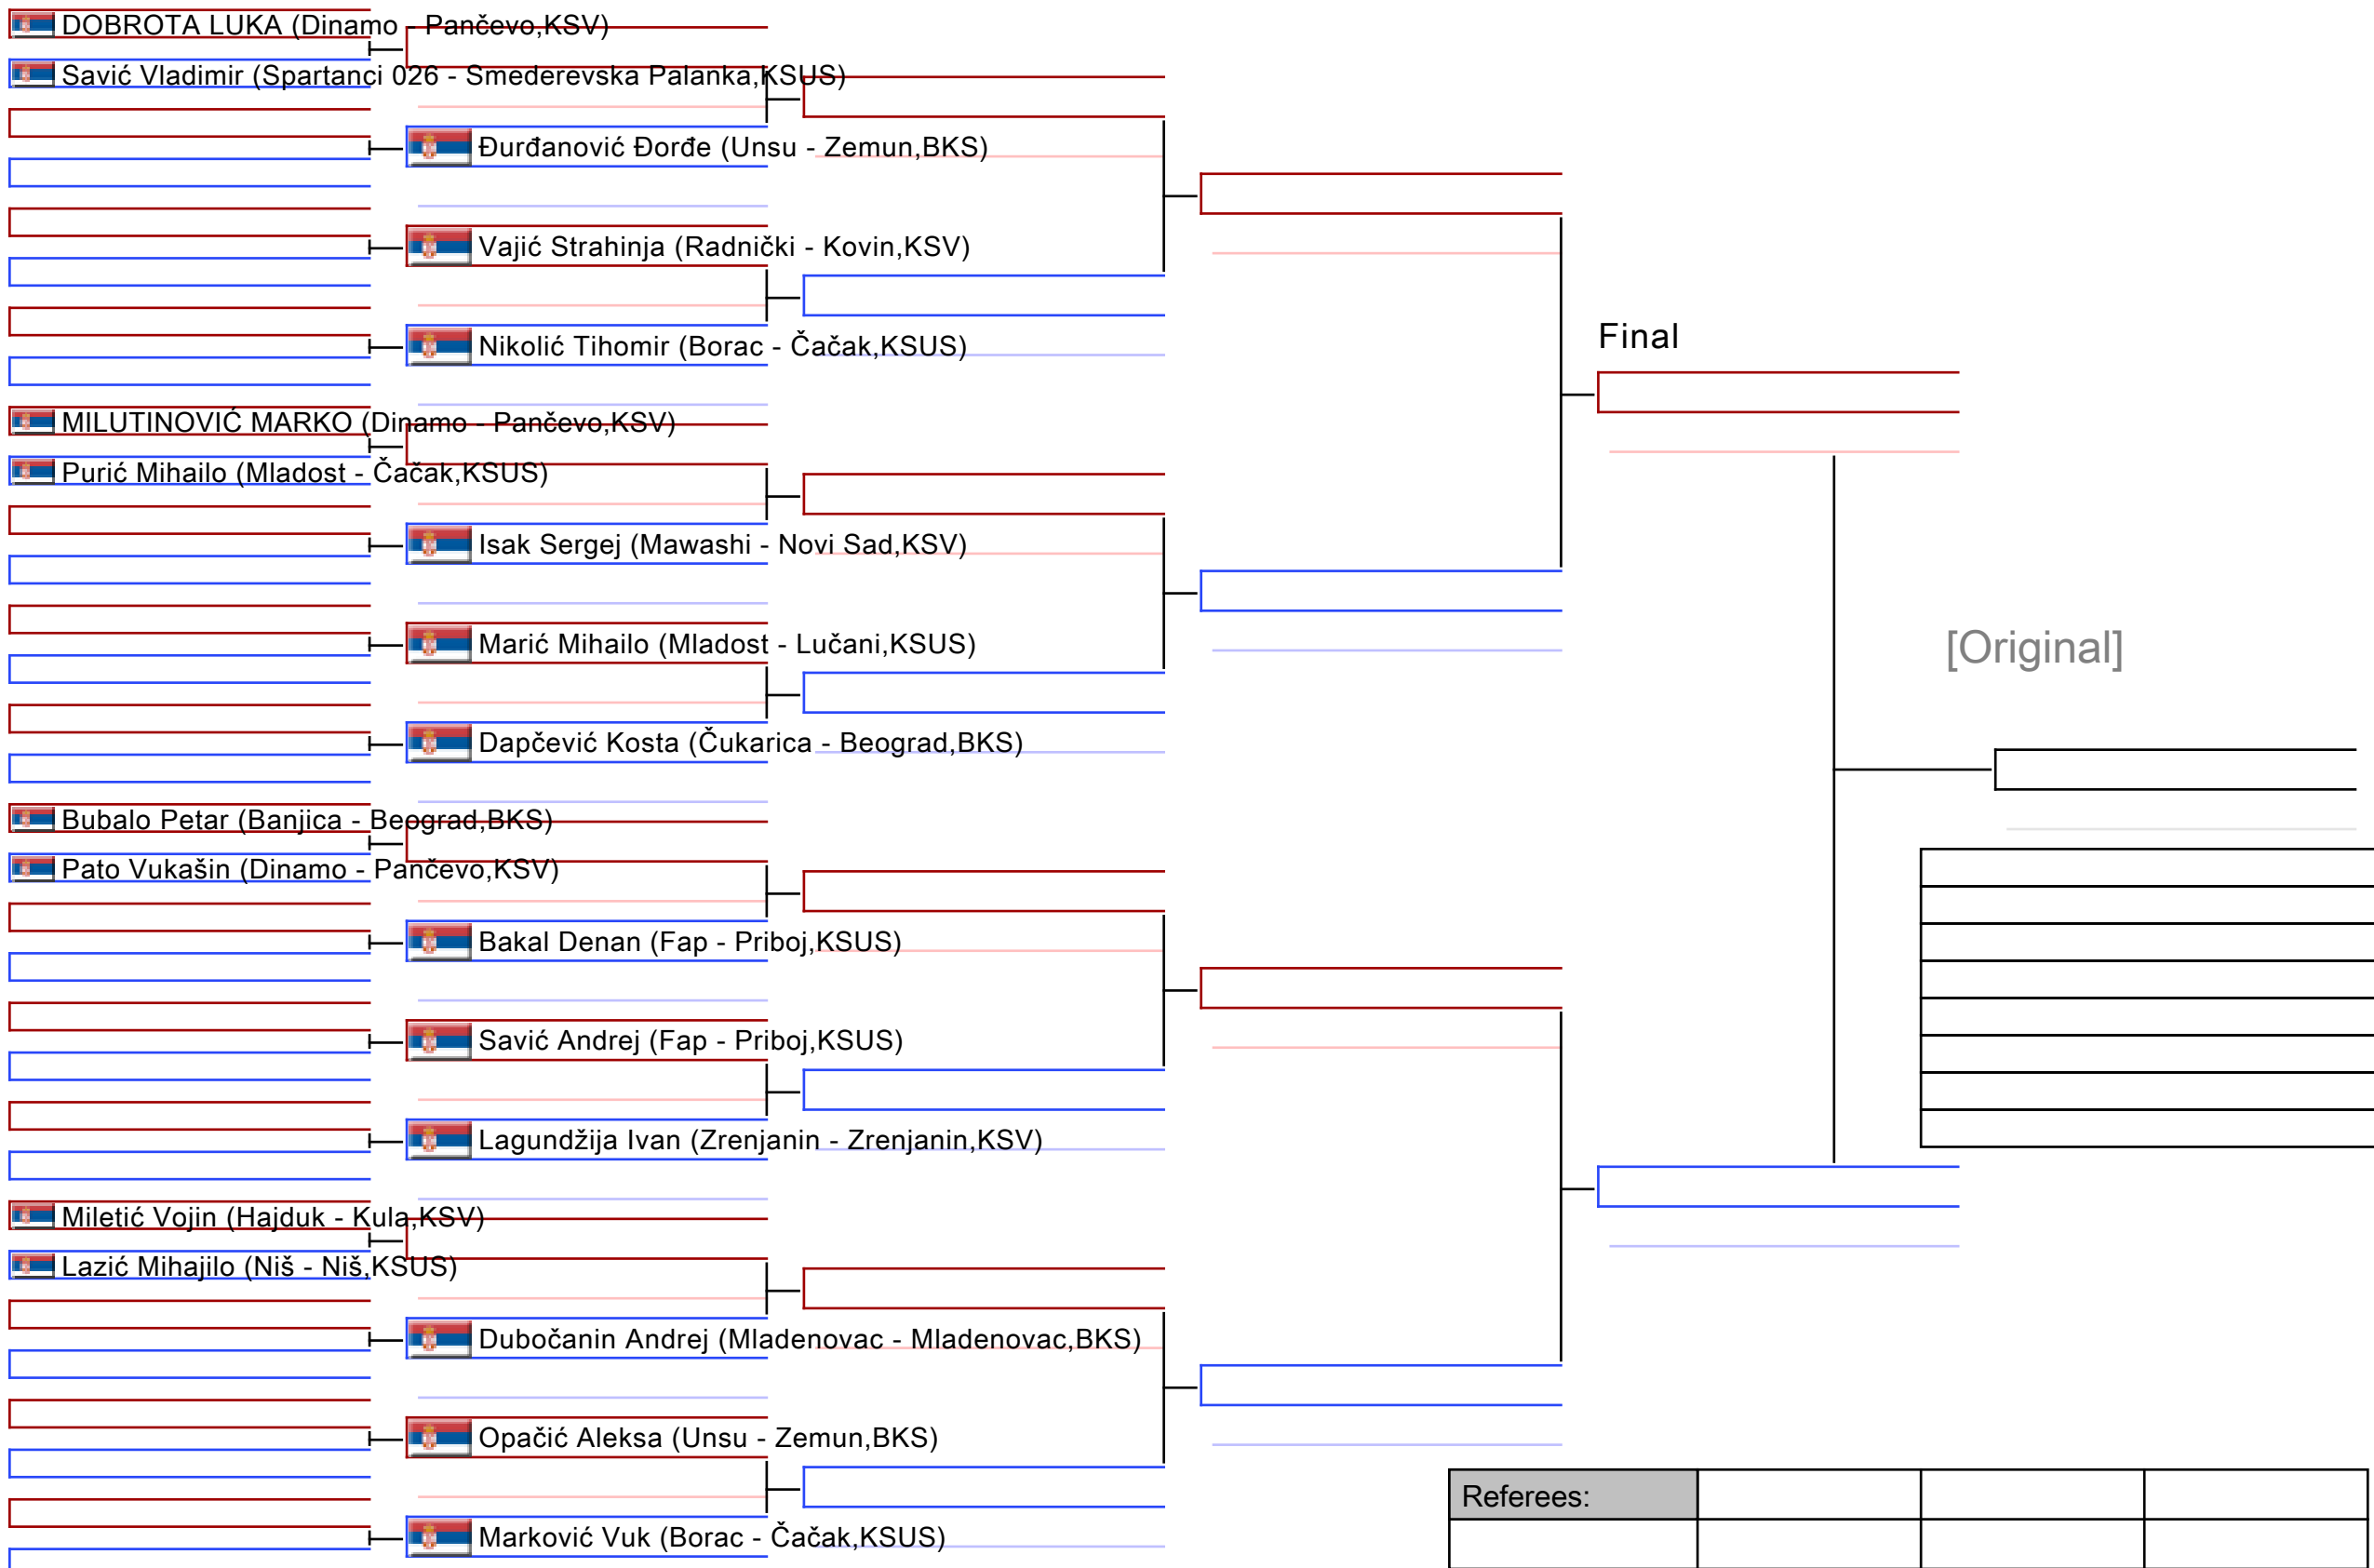 DOBROTA LUKA (Dinamo - Pančevo,KSV)
Savić Vladimir (Spartanci 026 - Smederevska Palanka,KSUS)
Đurđanović Đorđe (Unsu - Zemun,BKS)
Vajić Strahinja (Radnički - Kovin,KSV)
Nikolić Tihomir (Borac - Čačak,KSUS)
Final
MILUTINOVIĆ MARKO (Dinamo - Pančevo,KSV)
Purić Mihailo (Mladost - Čačak,KSUS)
Isak Sergej (Mawashi - Novi Sad,KSV)
Marić Mihailo (Mladost - Lučani,KSUS)
[Original]
Dapčević Kosta (Čukarica - Beograd,BKS)
Bubalo Petar (Banjica - Beograd,BKS)
Pato Vukašin (Dinamo - Pančevo,KSV)
Bakal Denan (Fap - Priboj,KSUS)
Savić Andrej (Fap - Priboj,KSUS)
Lagundžija Ivan (Zrenjanin - Zrenjanin,KSV)
Miletić Vojin (Hajduk - Kula,KSV)
Lazić Mihajilo (Niš - Niš,KSUS)
Dubočanin Andrej (Mladenovac - Mladenovac,BKS)
Opačić Aleksa (Unsu - Zemun,BKS)
Referees:
Marković Vuk (Borac - Čačak,KSUS)